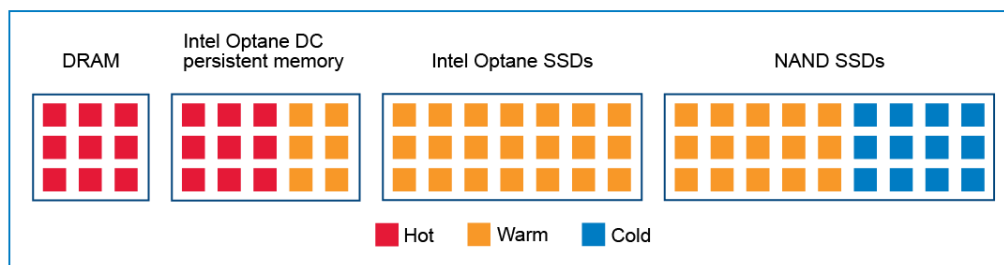 DRAM
Intel Optane DC
persistent memory
Intel Optane SSDs
NAND SSDs
Hot
Warm
Cold